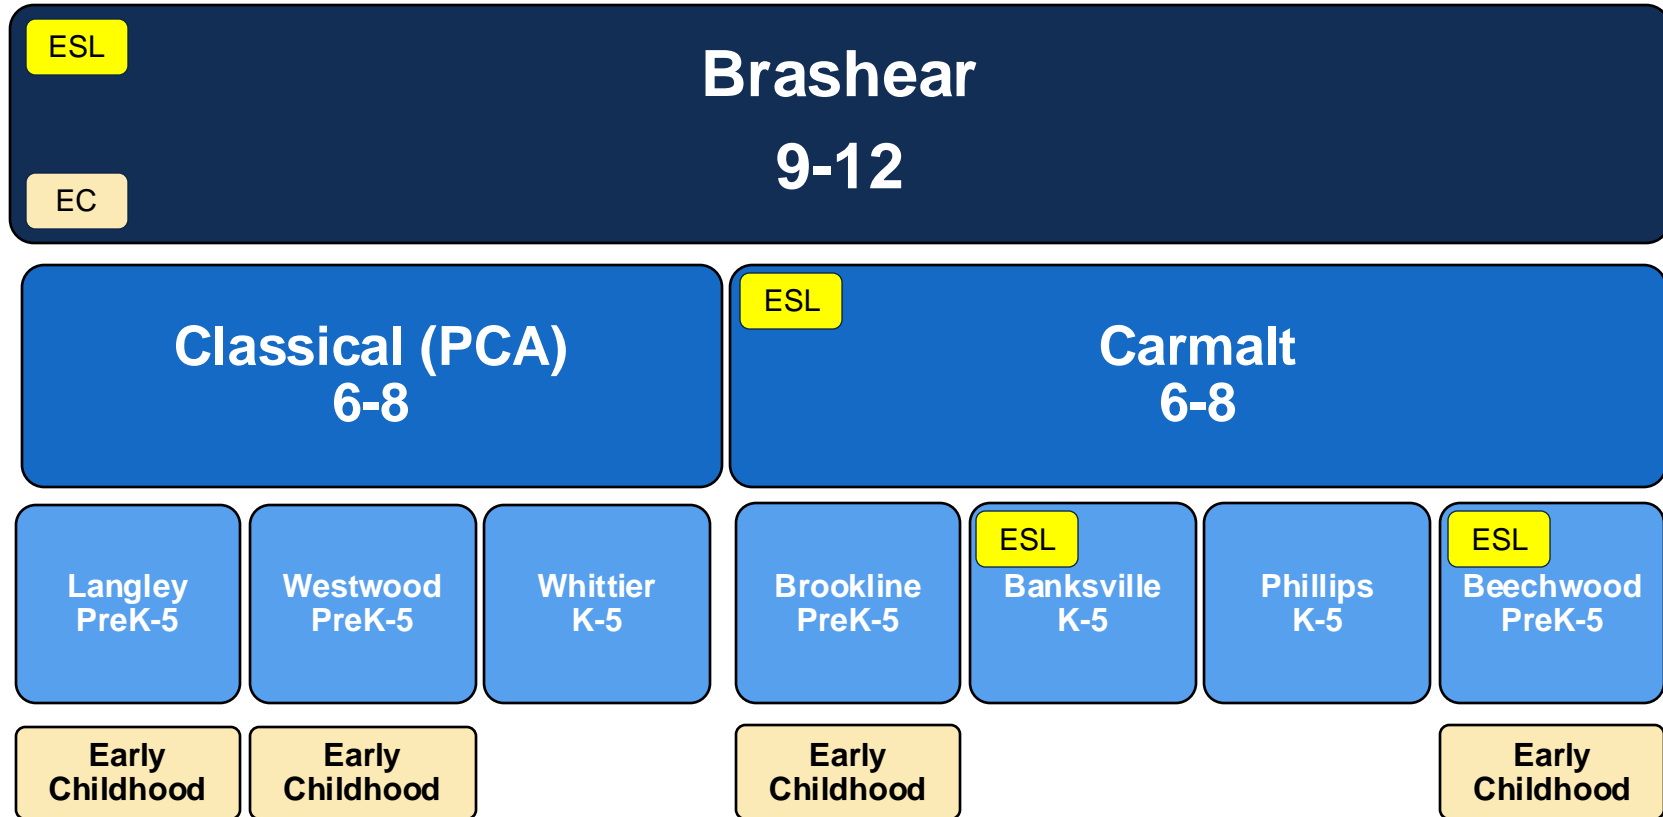 ESL
Brashear
9-12
EC
Classical (PCA)
6-8
ESL
Carmalt
6-8
Langley
PreK-5
Westwood
PreK-5
Whittier
K-5
Brookline
PreK-5
ESL
Banksville
K-5
Phillips
K-5
ESL
Beechwood
PreK-5
Early
Childhood
Early
Childhood
Early
Childhood
Early
Childhood